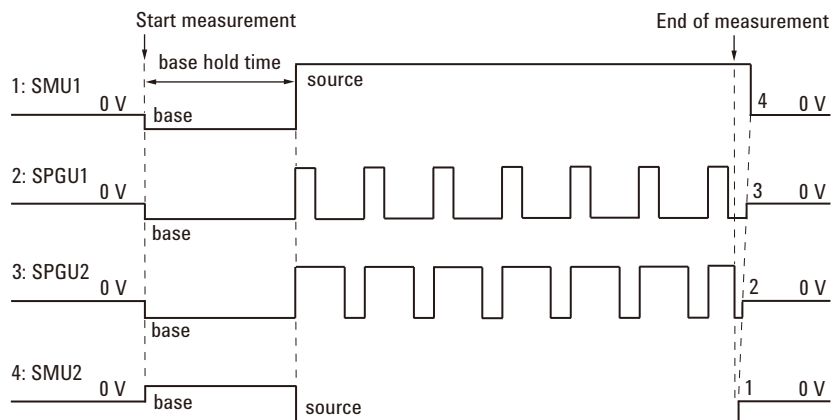 Start measurement
End of measurement
base hold time
source
1: SMU1
0 V
base
4
0 V
2: SPGU1
0 V
base
3
0 V
3: SPGU2
0 V
base
2
0 V
4: SMU2
0 V
base
source
1
0 V